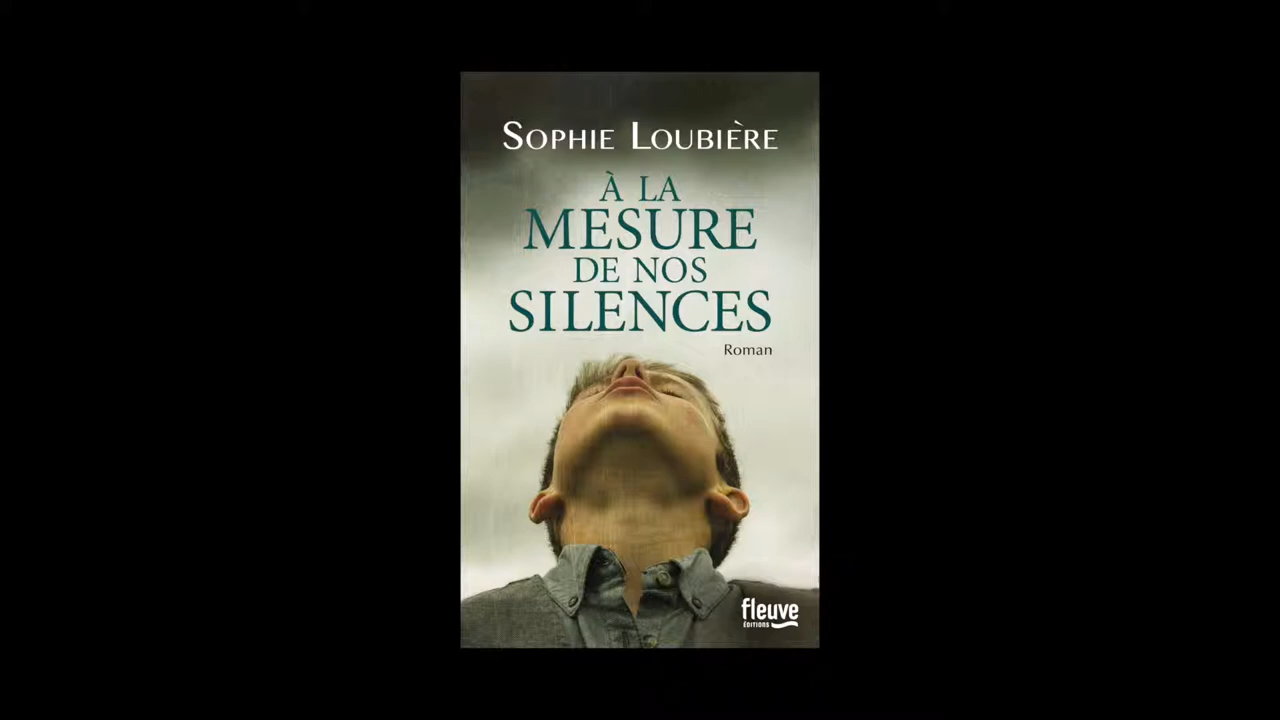 SOPHIE LOUBIÈRE
À LA
MESURE
DE NOS
SILENCES
Roman
fleuve
ÉDITIONS